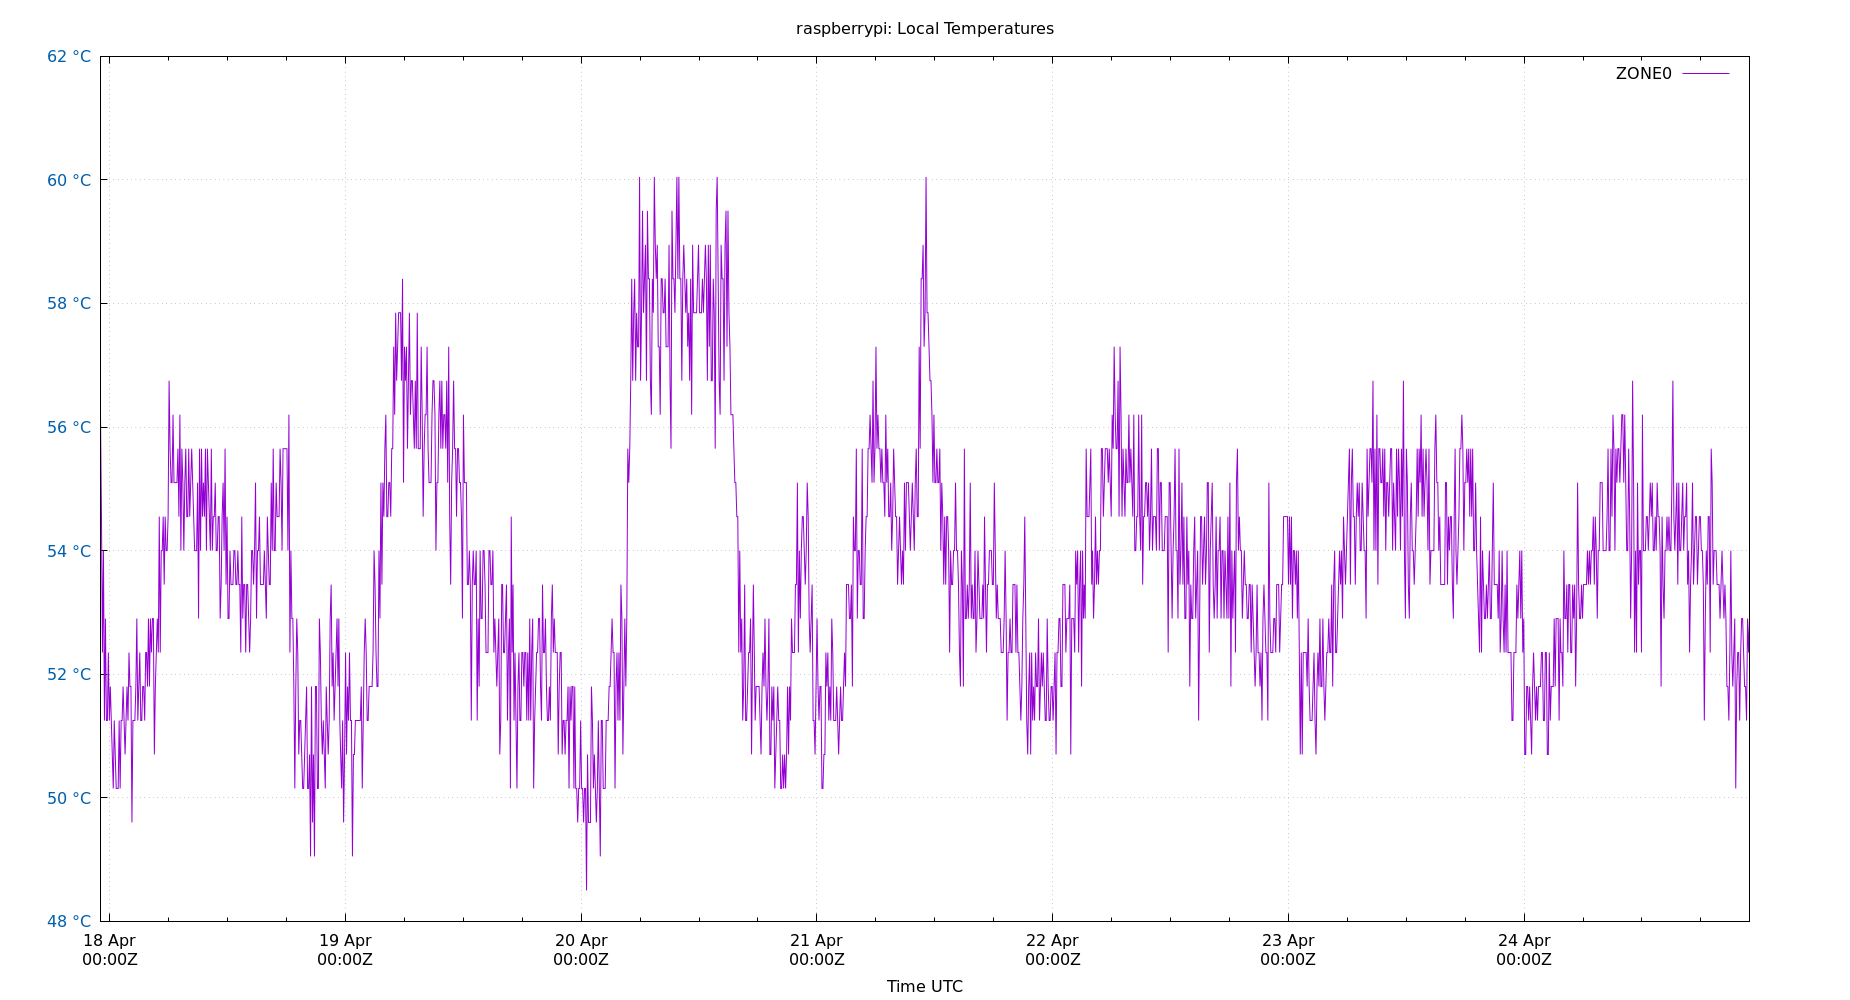 raspberrypi: Local Temperatures
62 °C
ZONE0
60 °C
58 °C
56 °C
54 °C
52 °C
50 °C
48 °C
18 Apr 19 Apr 20 Apr 21 Apr 22 Apr 23 Apr 24 Apr
00:00Z 00:00Z 00:00Z 00:00Z 00:00Z 00:00Z 00:00Z
Time UTC